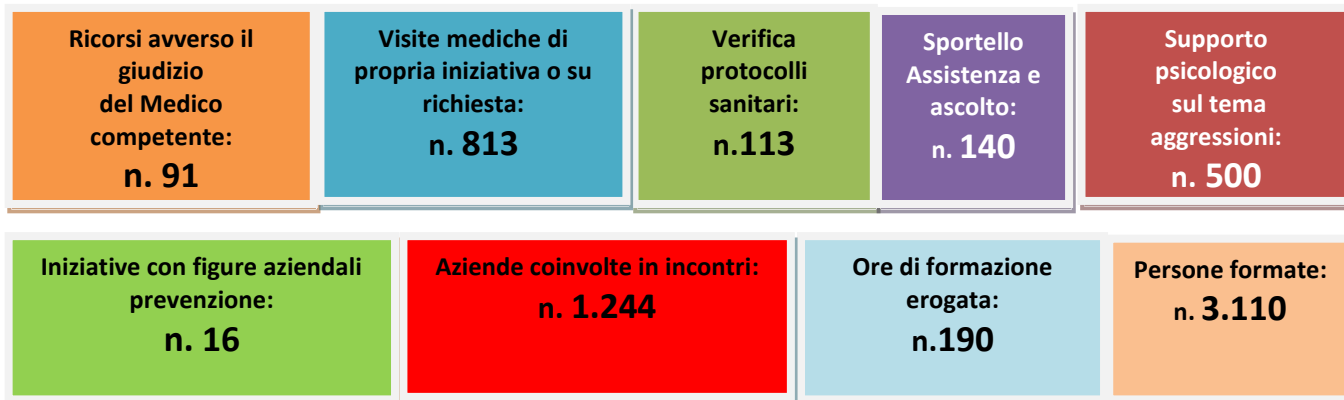 Ricorsi avverso il
giudizio
del Medico
competente:
n. 91
Visite mediche di
propria iniziativa o su
richiesta:
n. 813
Verifica
protocolli
sanitari:
n.113
Sportello
Assistenza e
ascolto:
n. 140
Supporto
psicologico
sul tema
aggressioni:
n. 500
Iniziative con figure aziendali
prevenzione:
n. 16
Aziende coinvolte in incontri:
n. 1.244
Ore di formazione
erogata:
n.190
Persone formate:
n. 3.110